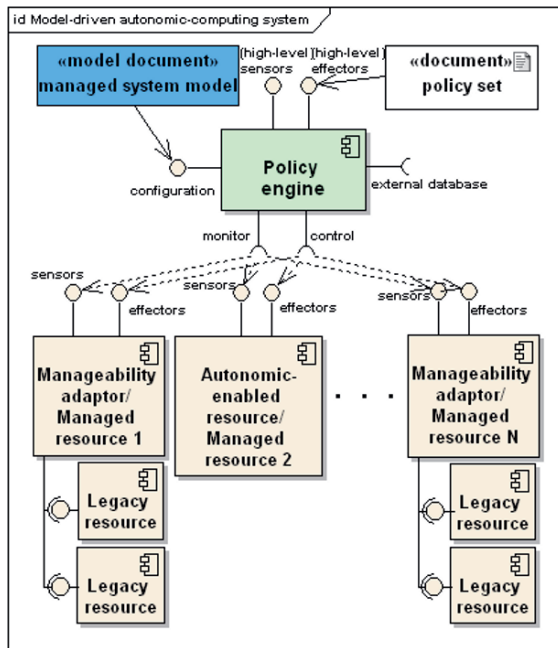 id Model-driven autonomic-computing system
«model document»
managed system model
{high-level}
sensors
{high-level}
effectors
«document»
policy set
Policy
engine
configuration
external database
monitor
control
sensors
effectors
sensors
effectors
sensors
effectors
Manageability
adaptor/
Managed
resource 1
Autonomic-
enabled
resource/
Managed
resource 2
. . .
Manageability
adaptor/
Managed
resource N
Legacy
resource
Legacy
resource
Legacy
resource
Legacy
resource